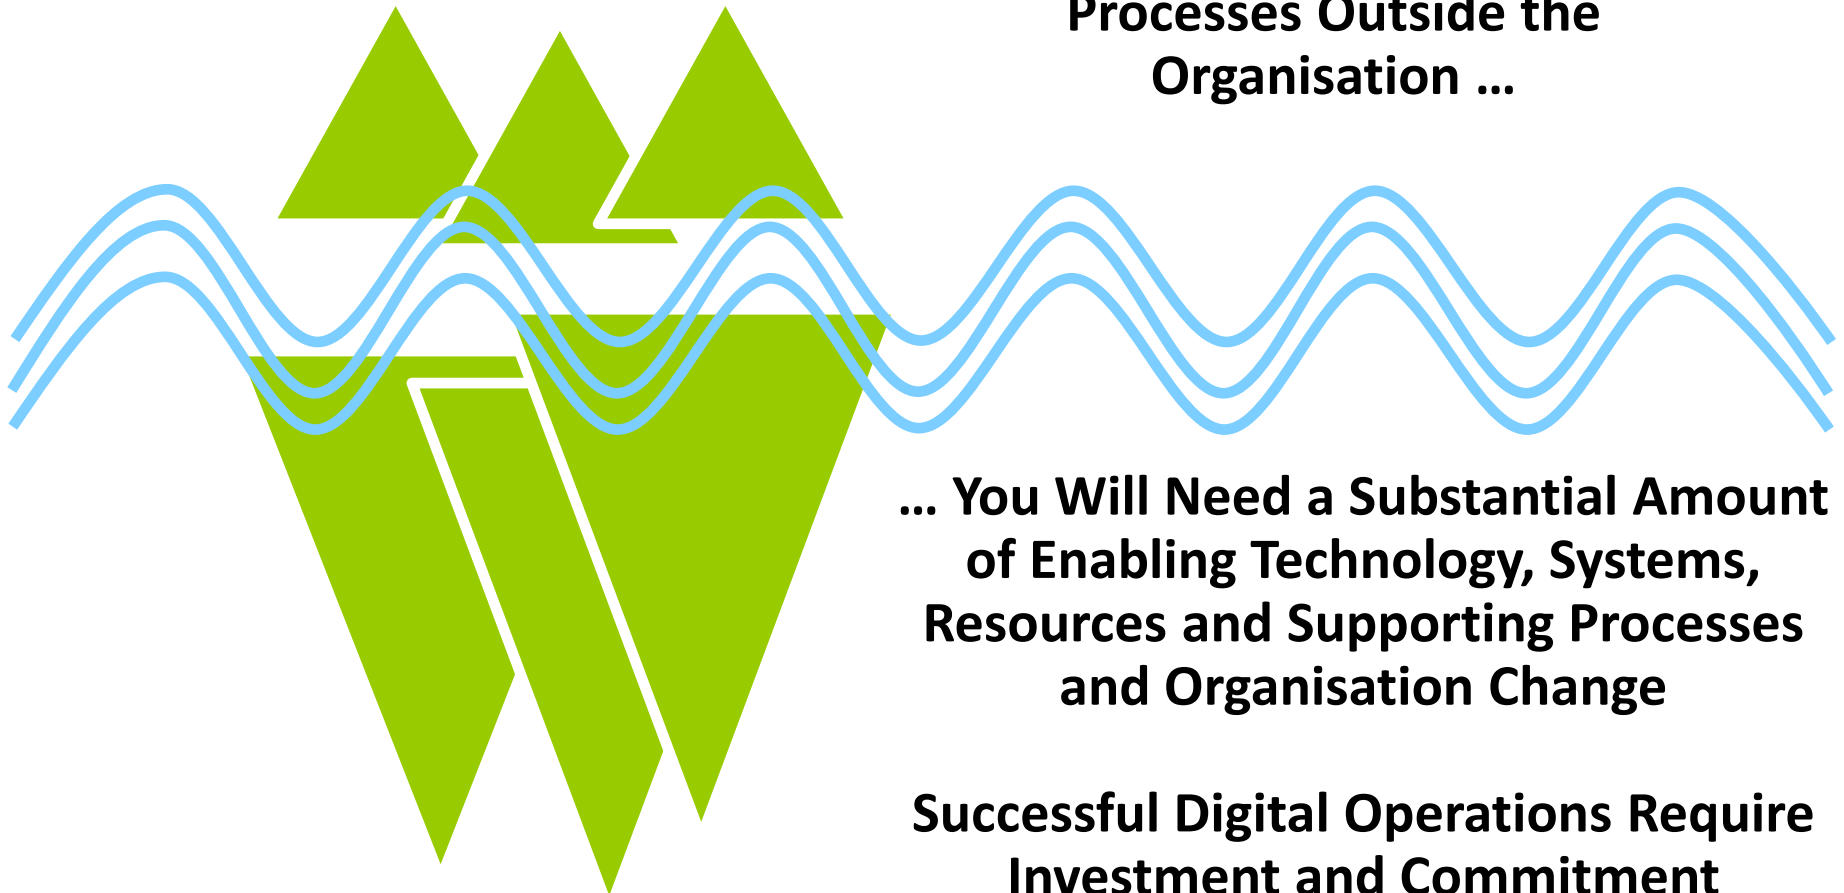 Processes Outside the
Organisation …
… You Will Need a Substantial Amount
of Enabling Technology, Systems,
Resources and Supporting Processes
and Organisation Change
Successful Digital Operations Require
Investment and Commitment